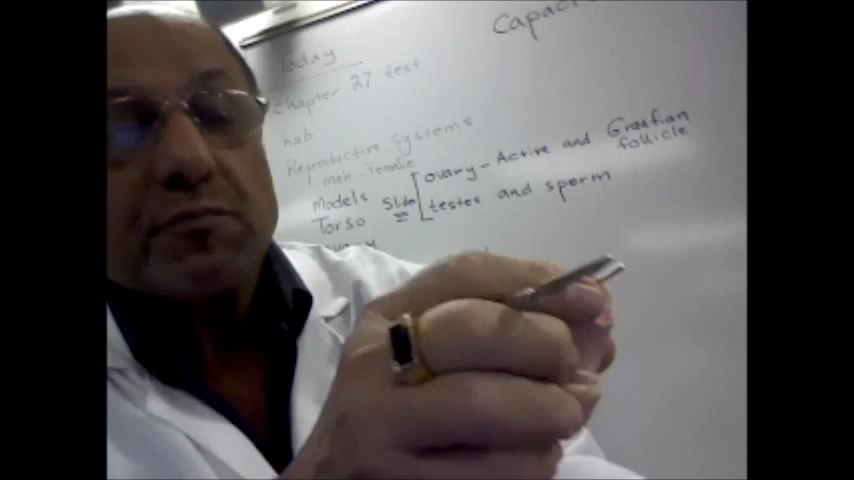 Capaci
Today
Chapter 27 test
hab
Reproductive systems
male - Female
models
Torso
Slide
ovary - Active and Graafian
follicle
testes and sperm